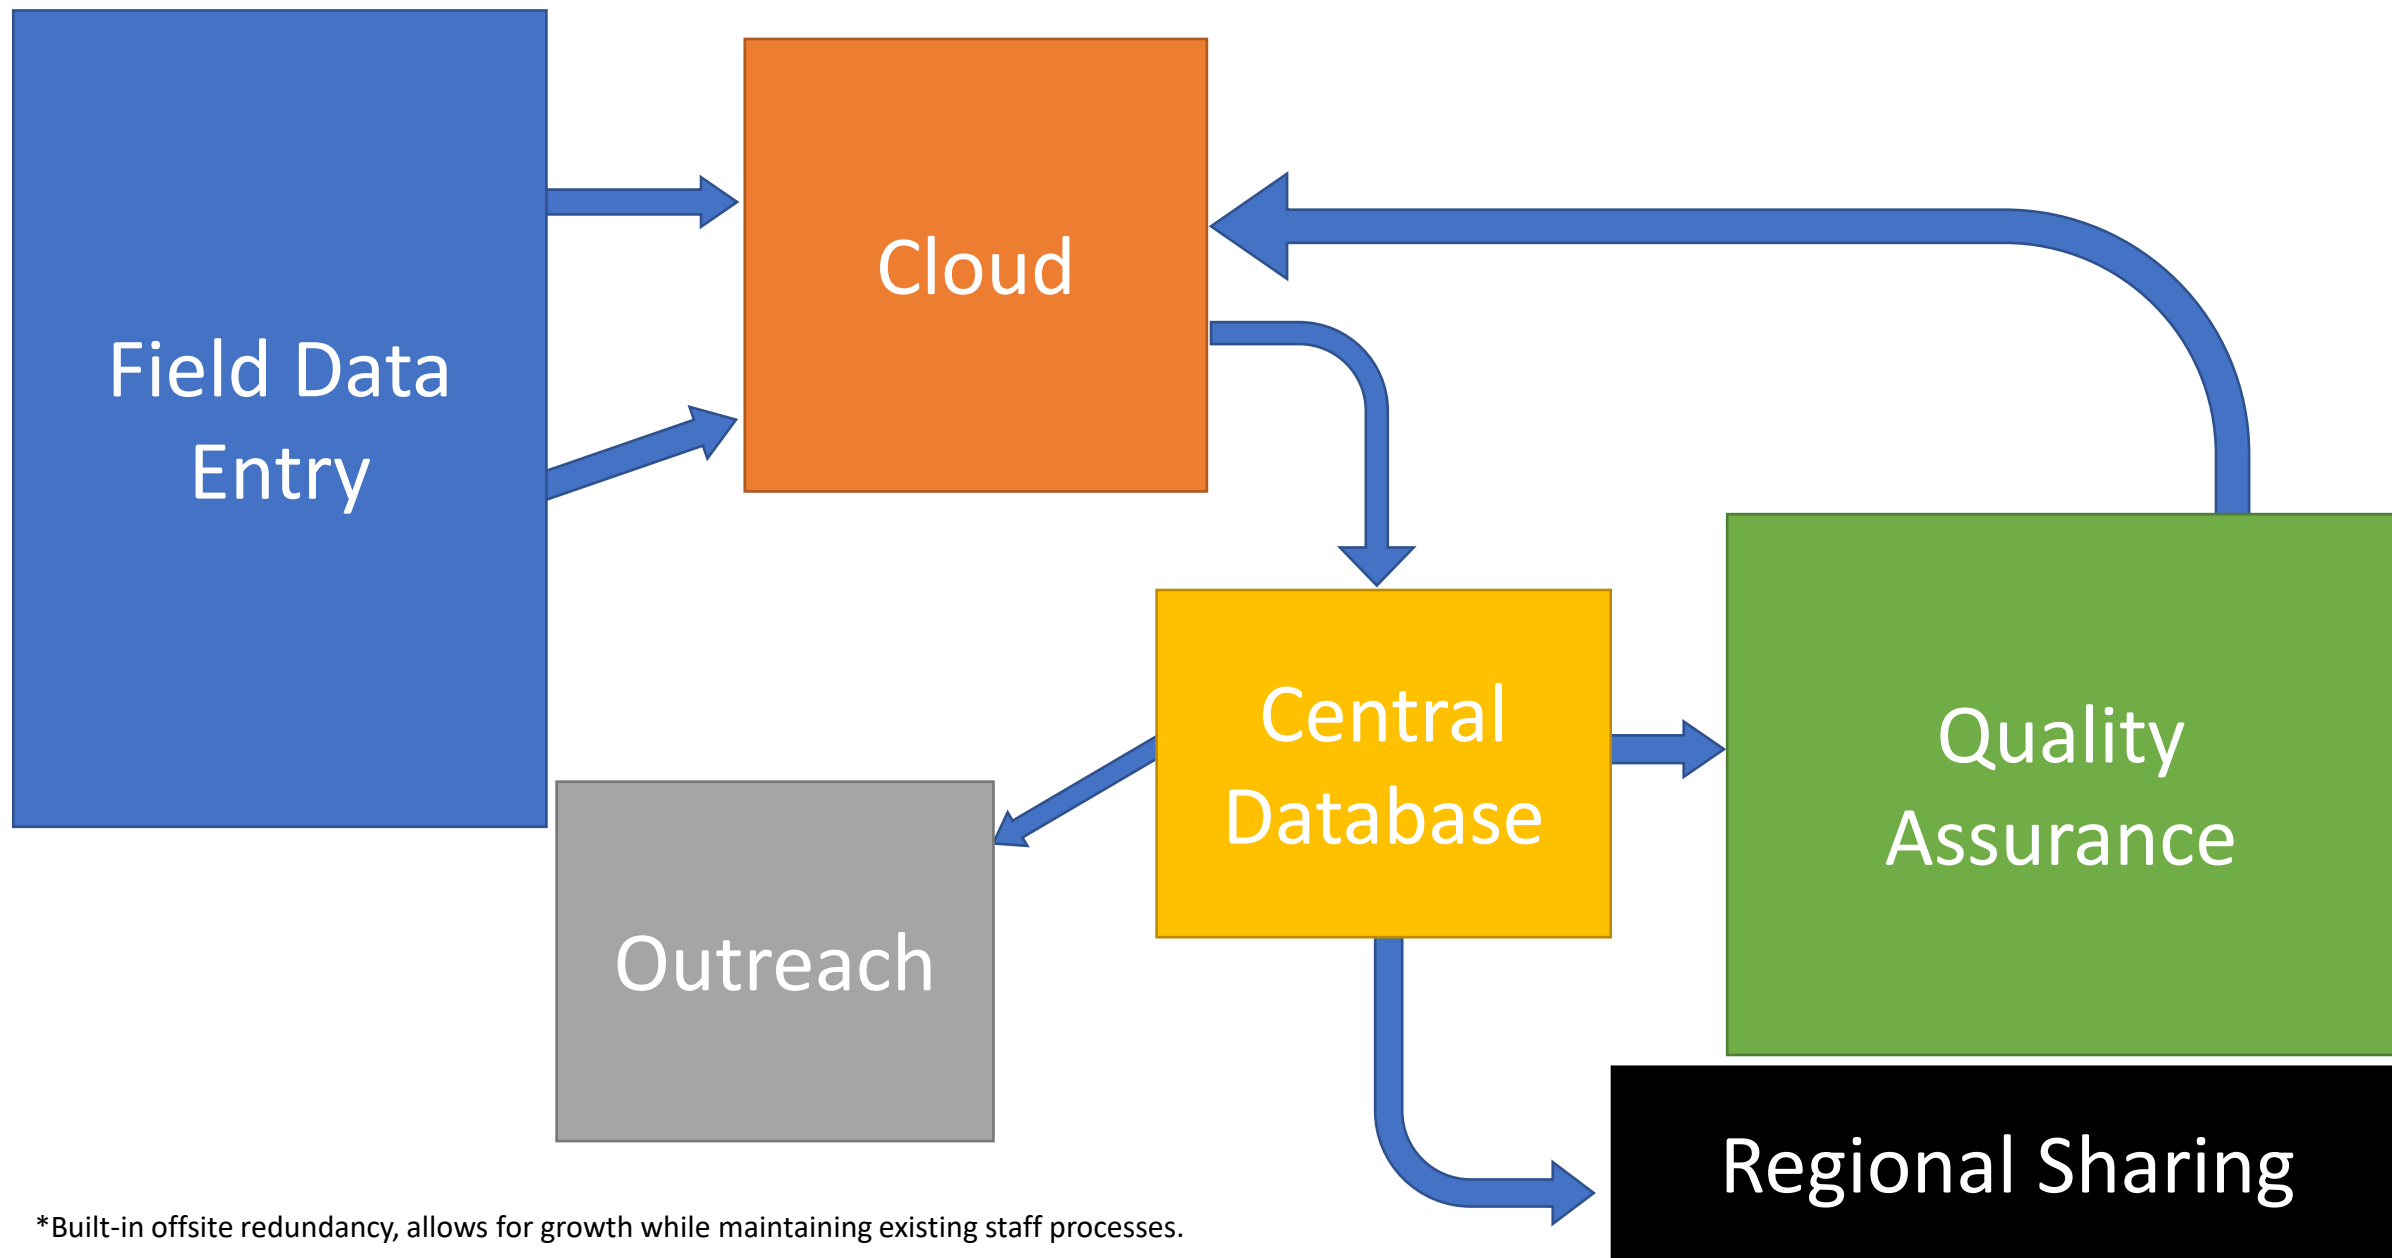 Field Data
Entry
Cloud
Central
Database
Quality
Assurance
Outreach
Regional Sharing
*Built-in offsite redundancy, allows for growth while maintaining existing staff processes.